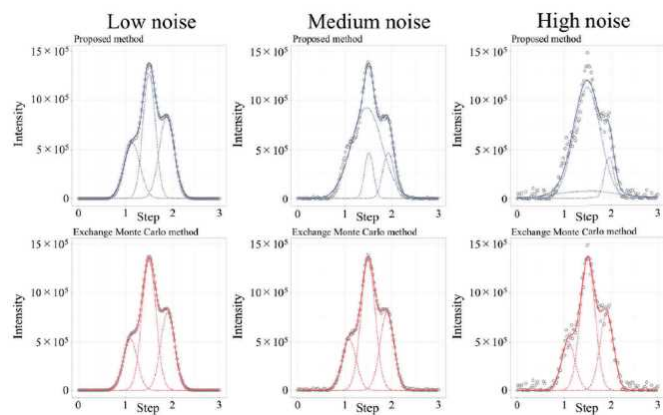 Low noise Medium noise High noise
Proposed method Proposed method Proposed method
15×10⁵ 15×10⁵ 15×10⁵
10×10⁵ 10×10⁵ 10×10⁵
5×10⁵ 5×10⁵ 5×10⁵
0 0 0
Intensity Intensity Intensity
0 1 2 3 0 1 2 3 0 1 2 3
Step Step Step
Exchange Monte Carlo method Exchange Monte Carlo method Exchange Monte Carlo method
15×10⁵ 15×10⁵ 15×10⁵
10×10⁵ 10×10⁵ 10×10⁵
5×10⁵ 5×10⁵ 5×10⁵
0 0 0
Intensity Intensity Intensity
0 1 2 3 0 1 2 3 0 1 2 3
Step Step Step